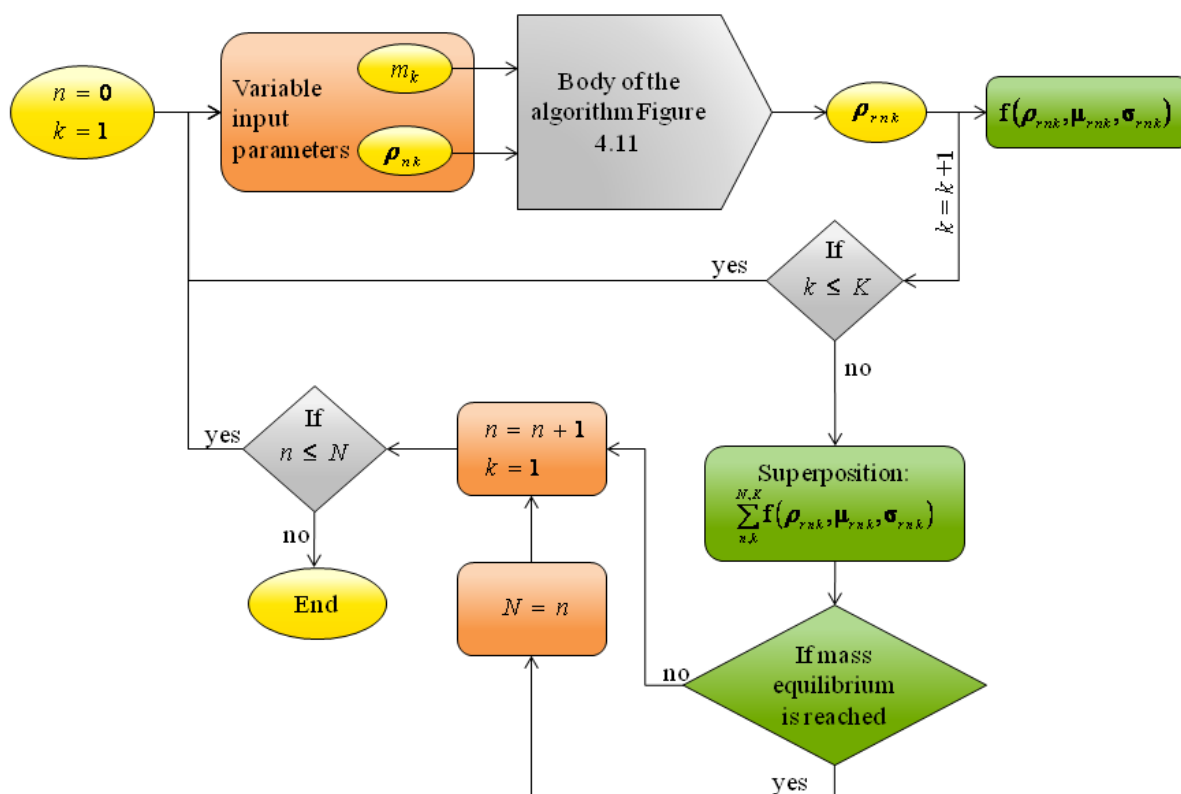 n = 0
k = 1
Variable
input
parameters
m_k
ρ_nk
Body of the
algorithm Figure
4.11
ρ_rnk
f(ρ_rnk, μ_rnk, σ_rnk)
k = k + 1
If
k ≤ K
yes
no
Superposition:
N,K
∑ f(ρ_rnk, μ_rnk, σ_rnk)
n,k
If mass
equilibrium
is reached
no
yes
N = n
n = n + 1
k = 1
If
n ≤ N
yes
no
End